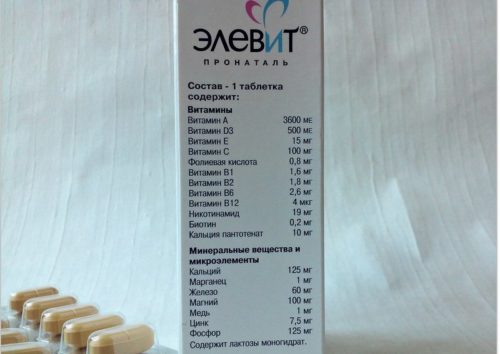 ЭЛЕВИТ®
ПРОНАТАЛЬ
Состав - 1 таблетка
содержит:
Витамины
Витамин А 3600 МЕ
Витамин D3 500 МЕ
Витамин Е 15 мг
Витамин С 100 мг
Фолиевая кислота 0,8 мг
Витамин В1 1,6 мг
Витамин В2 1,8 мг
Витамин В6 2,6 мг
Витамин В12 4 мкг
Никотинамид 19 мг
Биотин 0,2 мг
Кальция пантотенат 10 мг
Минеральные вещества и
микроэлементы
Кальций 125 мг
Марганец 1 мг
Железо 60 мг
Магний 100 мг
Медь 1 мг
Цинк 7,5 мг
Фосфор 125 мг
Содержит лактозы моногидрат.